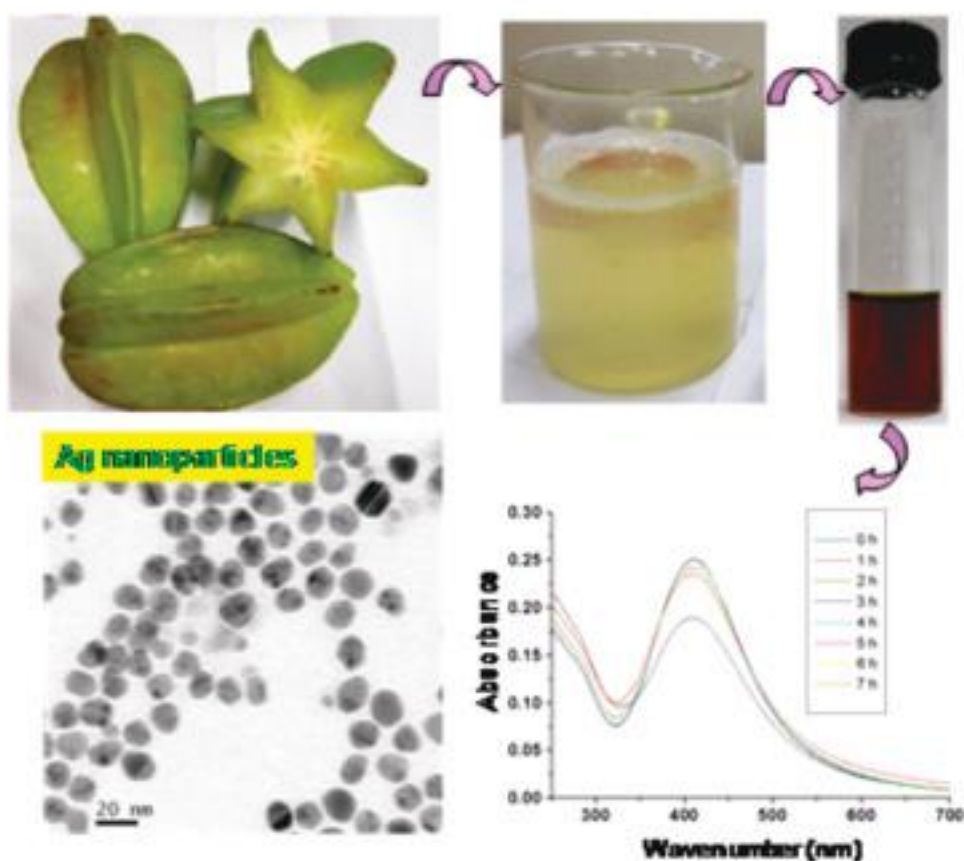 Ag nanoparticles
20 nm
0.30
0.25
0.20
0.15
0.10
0.05
0.00
Absorbance
0 h
1 h
2 h
3 h
4 h
5 h
6 h
7 h
300 400 500 600 700
Wavenumber (nm)